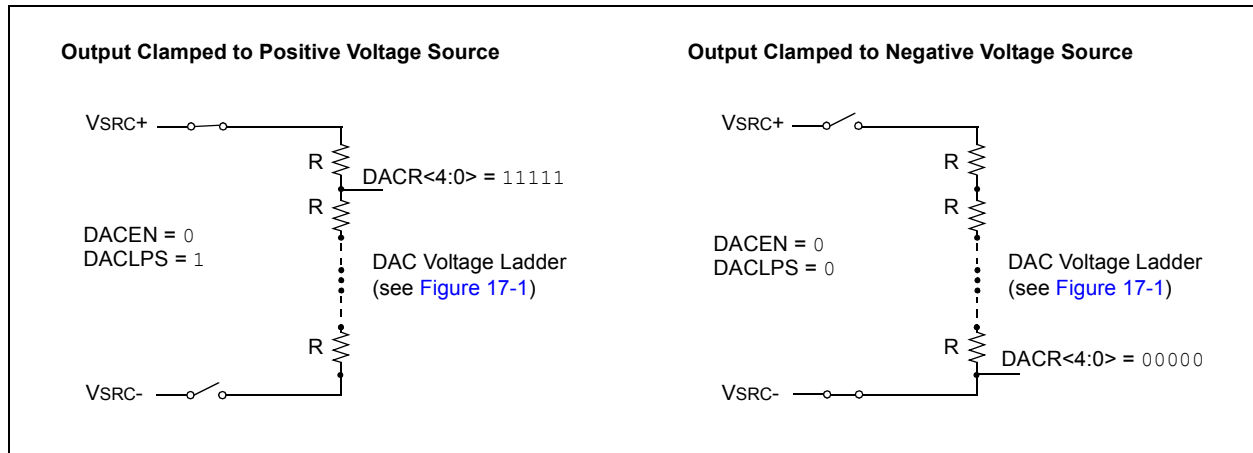 Output Clamped to Positive Voltage Source
VSRC+
R
DACR<4:0> = 11111
R
DACEN = 0
DACLPS = 1
DAC Voltage Ladder
(see Figure 17-1)
R
VSRC-
Output Clamped to Negative Voltage Source
VSRC+
R
R
DACEN = 0
DACLPS = 0
DAC Voltage Ladder
(see Figure 17-1)
R
DACR<4:0> = 00000
VSRC-